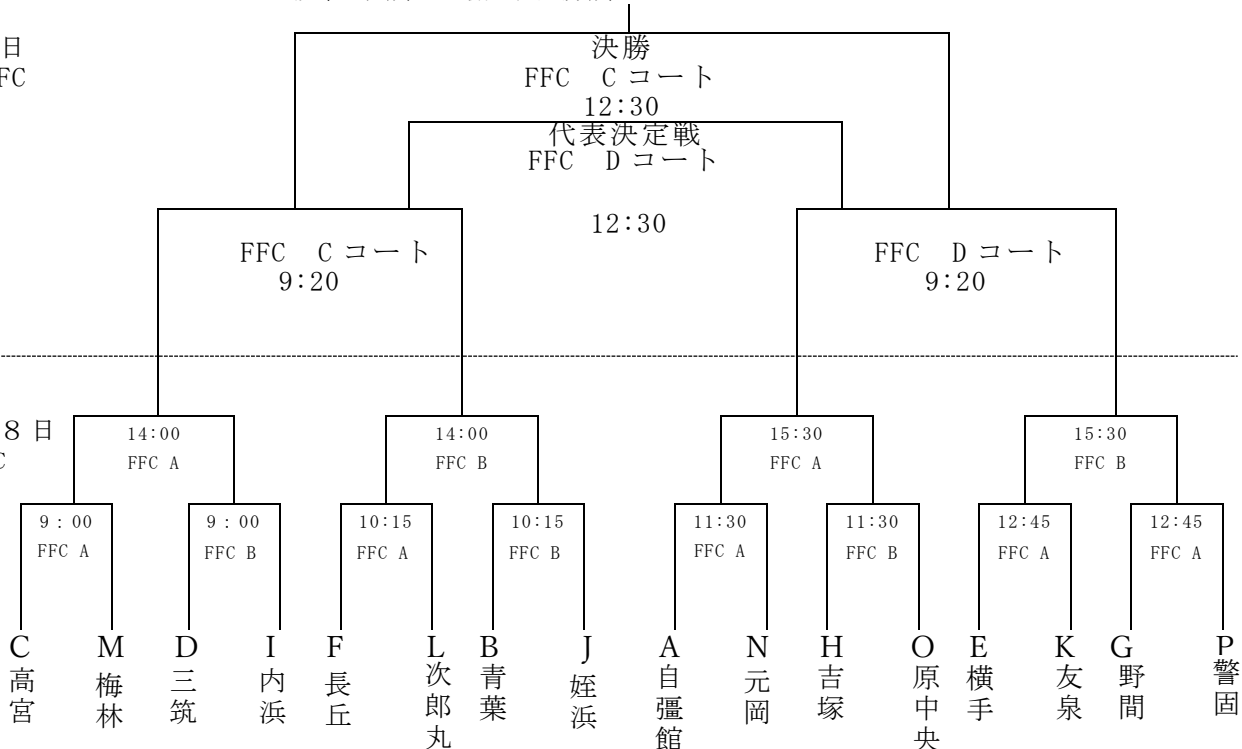 日
FC
決勝
FFC C コート
12:30
代表決定戦
FFC D コート
12:30
FFC C コート
9:20
FFC D コート
9:20
8 日
C
14:00
FFC A
14:00
FFC B
15:30
FFC A
15:30
FFC B
9：00
FFC A
9：00
FFC B
10:15
FFC A
10:15
FFC B
11:30
FFC A
11:30
FFC B
12:45
FFC A
12:45
FFC A
C 高宮
M 梅林
D 三筑
I 内浜
F 長丘
L 次郎丸
B 青葉
J 姪浜
A 自彊館
N 元岡
H 吉塚
O 原中央
E 横手
K 友泉
G 野間
P 警固